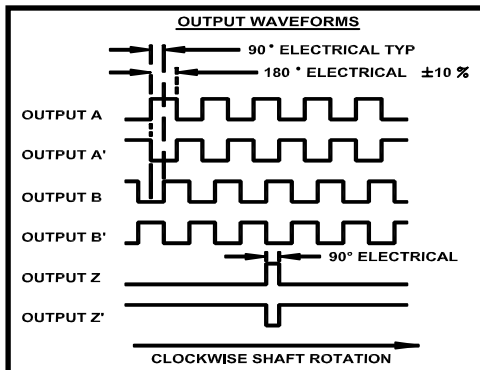 OUTPUT WAVEFORMS
90° ELECTRICAL TYP
180° ELECTRICAL ±10 %
OUTPUT A
OUTPUT A'
OUTPUT B
OUTPUT B'
90° ELECTRICAL
OUTPUT Z
OUTPUT Z'
CLOCKWISE SHAFT ROTATION